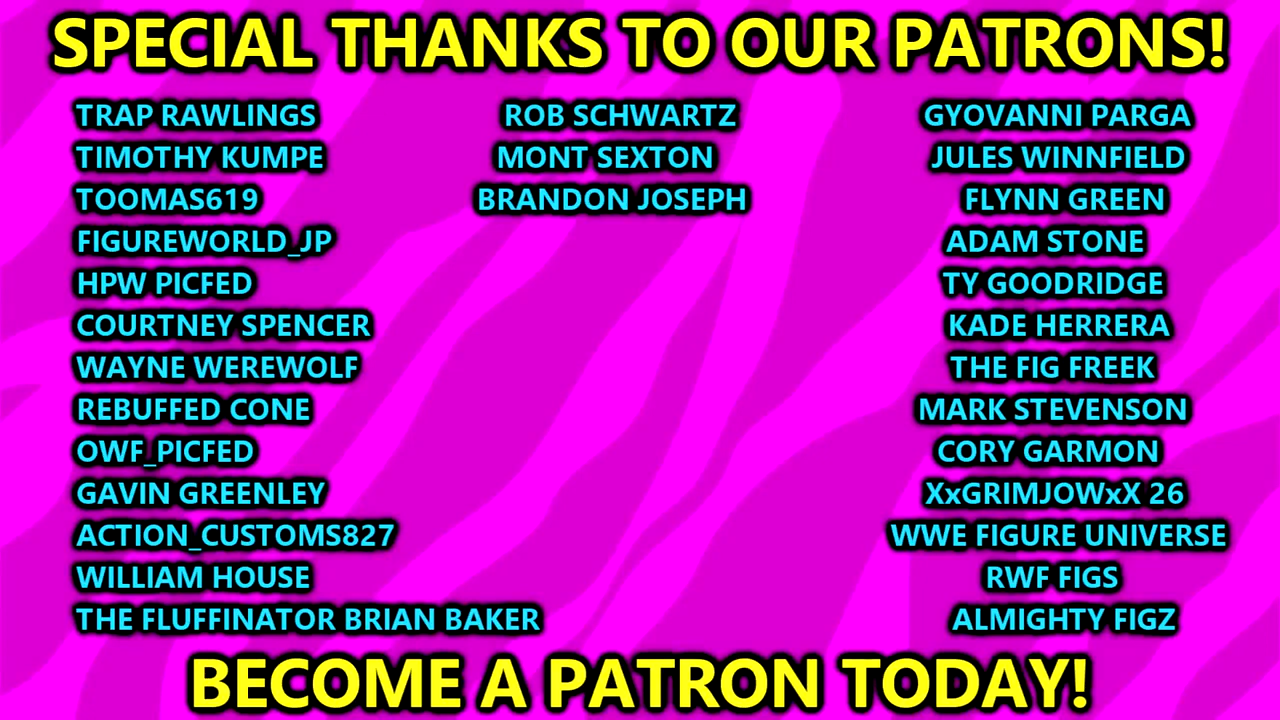 SPECIAL THANKS TO OUR PATRONS!
TRAP RAWLINGS
TIMOTHY KUMPE
TOOMAS619
FIGUREWORLD_JP
HPW PICFED
COURTNEY SPENCER
WAYNE WEREWOLF
REBUFFED CONE
OWF_PICFED
GAVIN GREENLEY
ACTION_CUSTOMS827
WILLIAM HOUSE
THE FLUFFINATOR BRIAN BAKER
ROB SCHWARTZ
MONT SEXTON
BRANDON JOSEPH
GYOVANNI PARGA
JULES WINNFIELD
FLYNN GREEN
ADAM STONE
TY GOODRIDGE
KADE HERRERA
THE FIG FREEK
MARK STEVENSON
CORY GARMON
XxGRIMJOWxX 26
WWE FIGURE UNIVERSE
RWF FIGS
ALMIGHTY FIGZ
BECOME A PATRON TODAY!